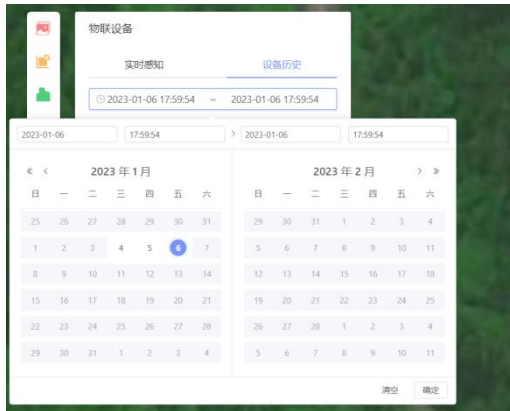 物联设备
实时感知 设备历史
2023-01-06 17:59:54 ~ 2023-01-06 17:59:54
2023-01-06 17:59:54 > 2023-01-06 17:59:54
« < 2023 年 1 月 2023 年 2 月 > »
日 一 二 三 四 五 六 日 一 二 三 四 五 六
25 26 27 28 29 30 31 29 30 31 1 2 3 4
1 2 3 4 5 6 7 5 6 7 8 9 10 11
8 9 10 11 12 13 14 12 13 14 15 16 17 18
15 16 17 18 19 20 21 19 20 21 22 23 24 25
22 23 24 25 26 27 28 26 27 28 1 2 3 4
29 30 31 1 2 3 4 5 6 7 8 9 10 11
清空 确定